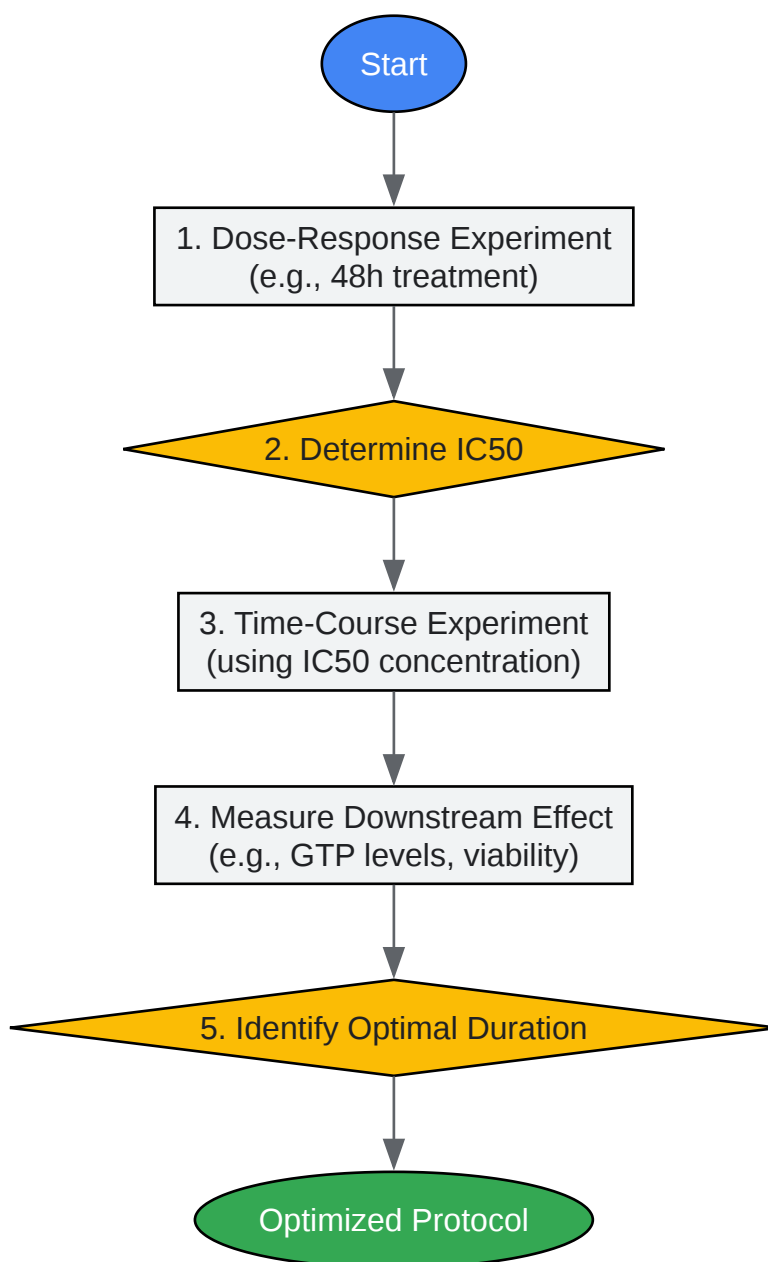 Start
1. Dose-Response Experiment
(e.g., 48h treatment)
2. Determine IC50
3. Time-Course Experiment
(using IC50 concentration)
4. Measure Downstream Effect
(e.g., GTP levels, viability)
5. Identify Optimal Duration
Optimized Protocol